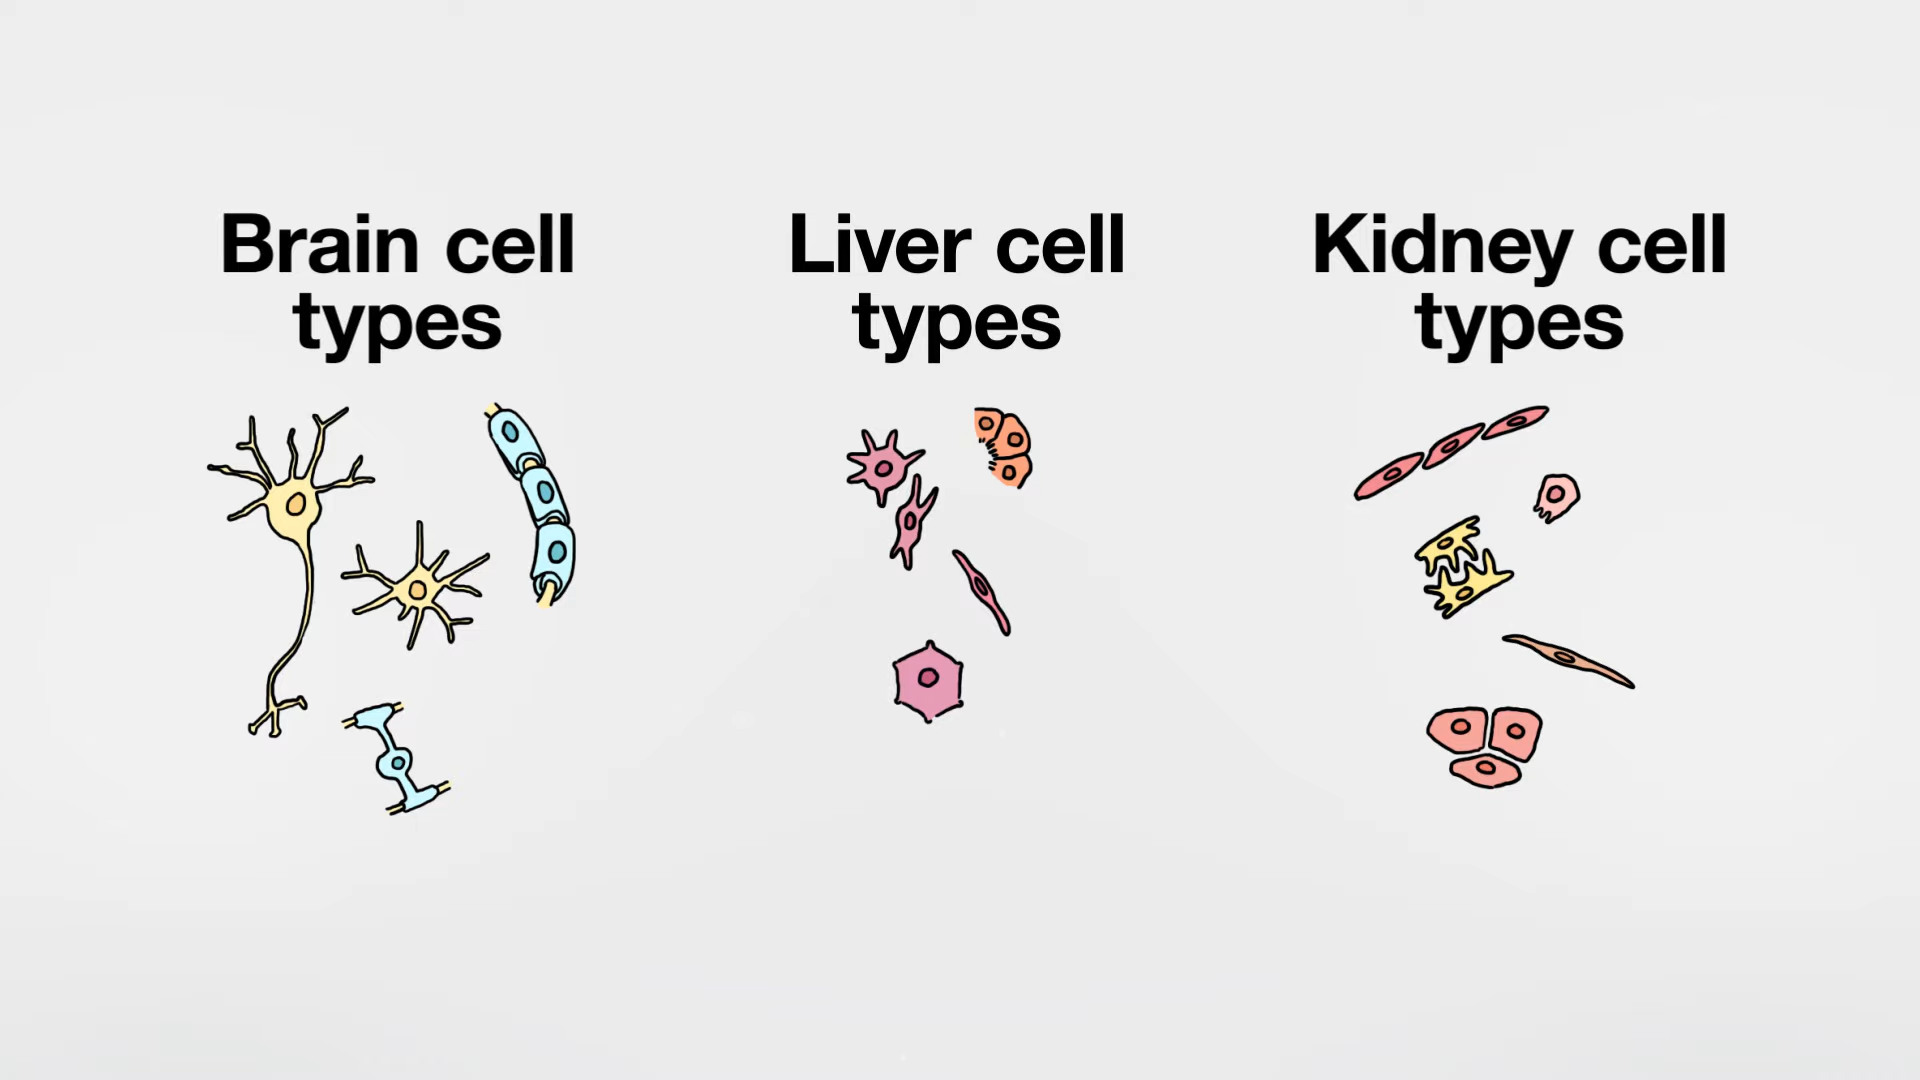 Brain cell
types
Liver cell
types
Kidney cell
types